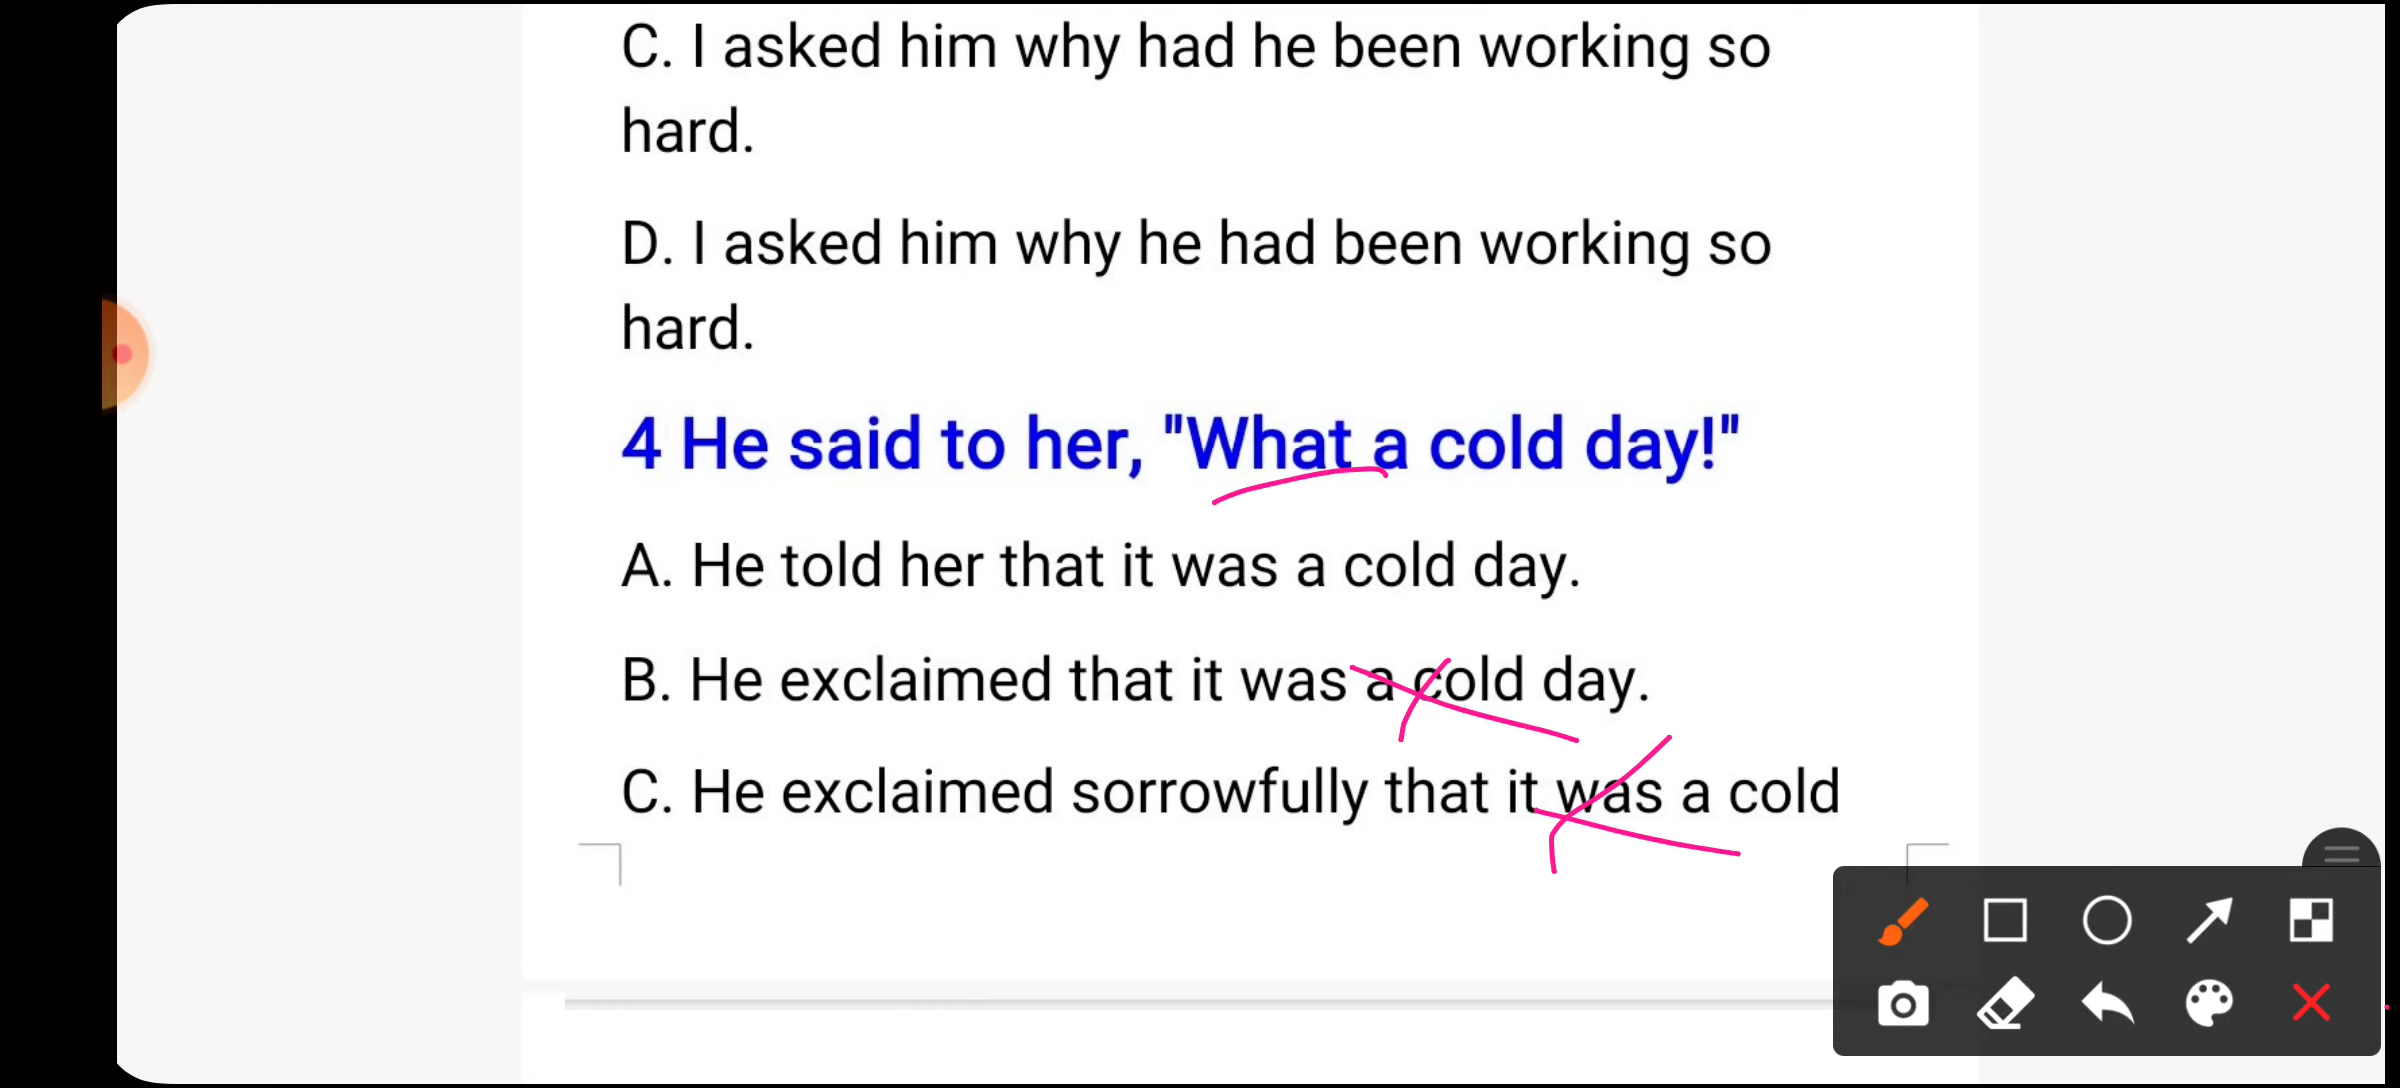 C. I asked him why had he been working so
hard.
D. I asked him why he had been working so
hard.
4 He said to her, "What a cold day!"
A. He told her that it was a cold day.
B. He exclaimed that it was a cold day.
C. He exclaimed sorrowfully that it was a cold